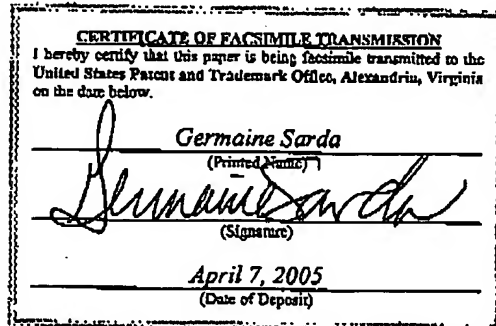 CERTIFICATE OF FACSIMILE TRANSMISSION
I hereby certify that this paper is being facsimile transmitted to the
United States Patent and Trademark Office, Alexandria, Virginia
on the date below.
Germaine Sarda
(Printed Name)
Germaine Sarda
(Signature)
April 7, 2005
(Date of Deposit)